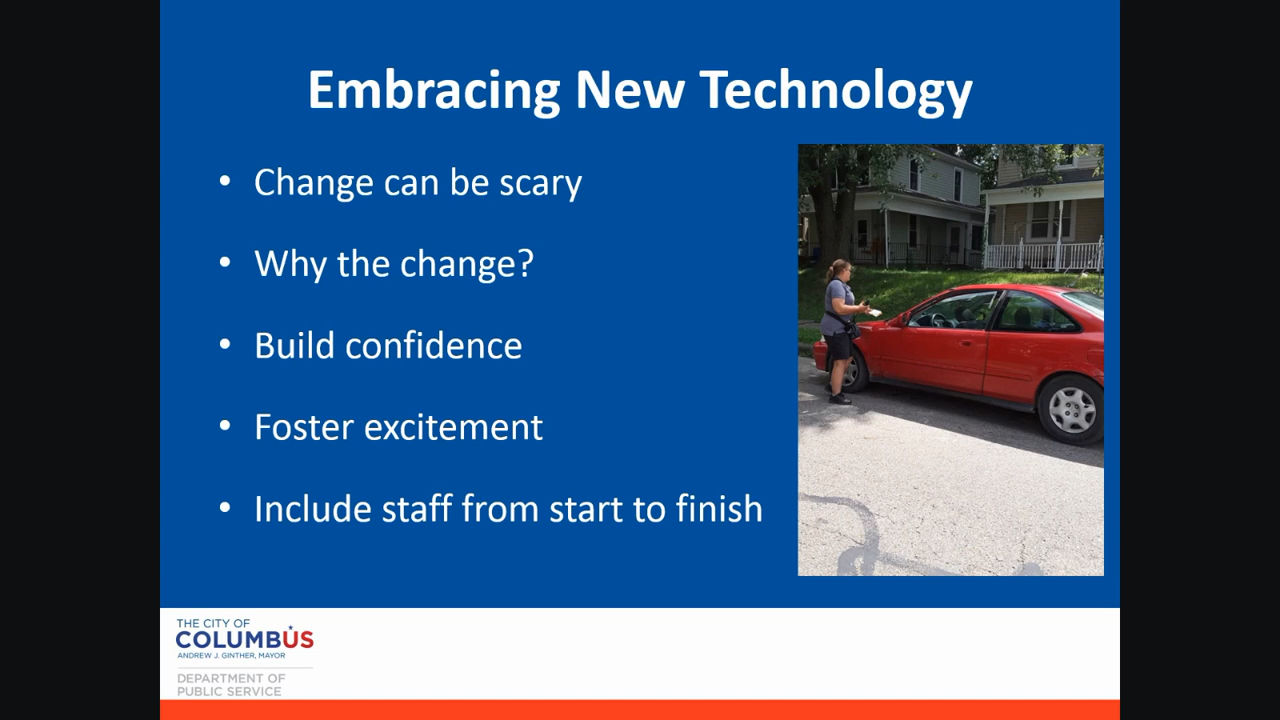 Embracing New Technology
• Change can be scary
• Why the change?
• Build confidence
• Foster excitement
• Include staff from start to finish
THE CITY OF
COLUMBUS
ANDREW J. GINTHER, MAYOR
DEPARTMENT OF
PUBLIC SERVICE